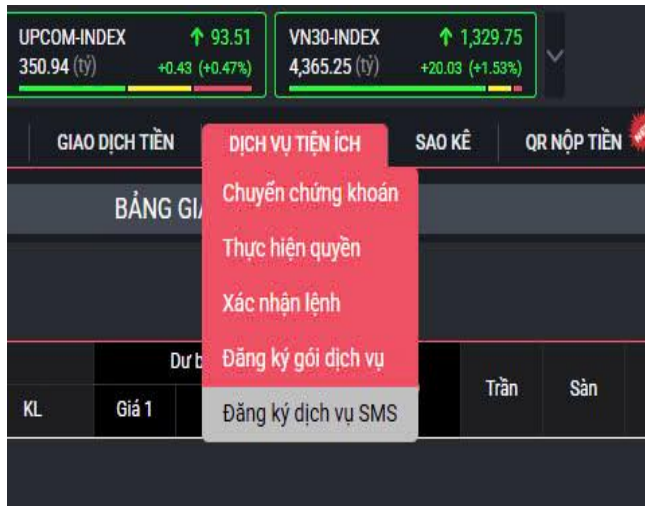 UPCOM-INDEX ↑ 93.51
350.94 (tỷ) +0.43 (+0.47%)
VN30-INDEX ↑ 1,329.75
4,365.25 (tỷ) +20.03 (+1.53%)
GIAO DỊCH TIỀN
DỊCH VỤ TIỆN ÍCH
SAO KÊ
QR NỘP TIỀN
BẢNG GI
Chuyển chứng khoán
Thực hiện quyền
Xác nhận lệnh
Đăng ký gói dịch vụ
Đăng ký dịch vụ SMS
Dư b
Trần
Sàn
KL
Giá 1